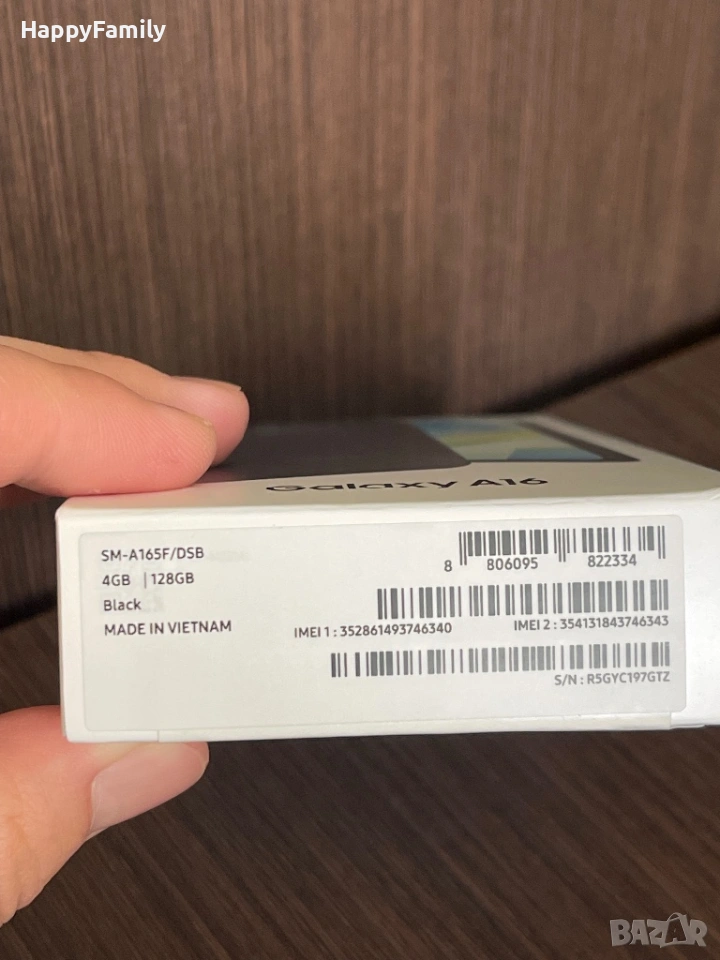 HappyFamily
Galaxy A16
SM-A165F/DSB
4GB | 128GB
Black
MADE IN VIETNAM
8 806095 822334
IMEI 1 : 352861493746340
IMEI 2 : 354131843746343
S/N : R5GYC197GTZ
BAZAR